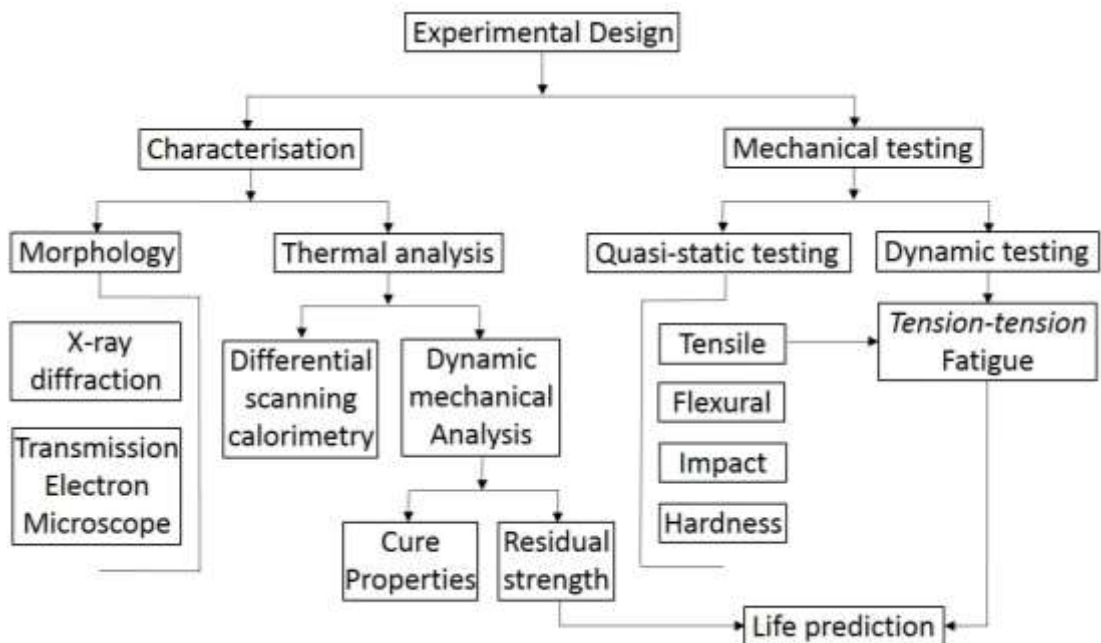 Experimental Design
Characterisation
Mechanical testing
Morphology
Thermal analysis
Quasi-static testing
Dynamic testing
X-ray
diffraction
Transmission
Electron
Microscope
Differential
scanning
calorimetry
Dynamic
mechanical
Analysis
Cure
Properties
Residual
strength
Tensile
Flexural
Impact
Hardness
Tension-tension
Fatigue
Life prediction